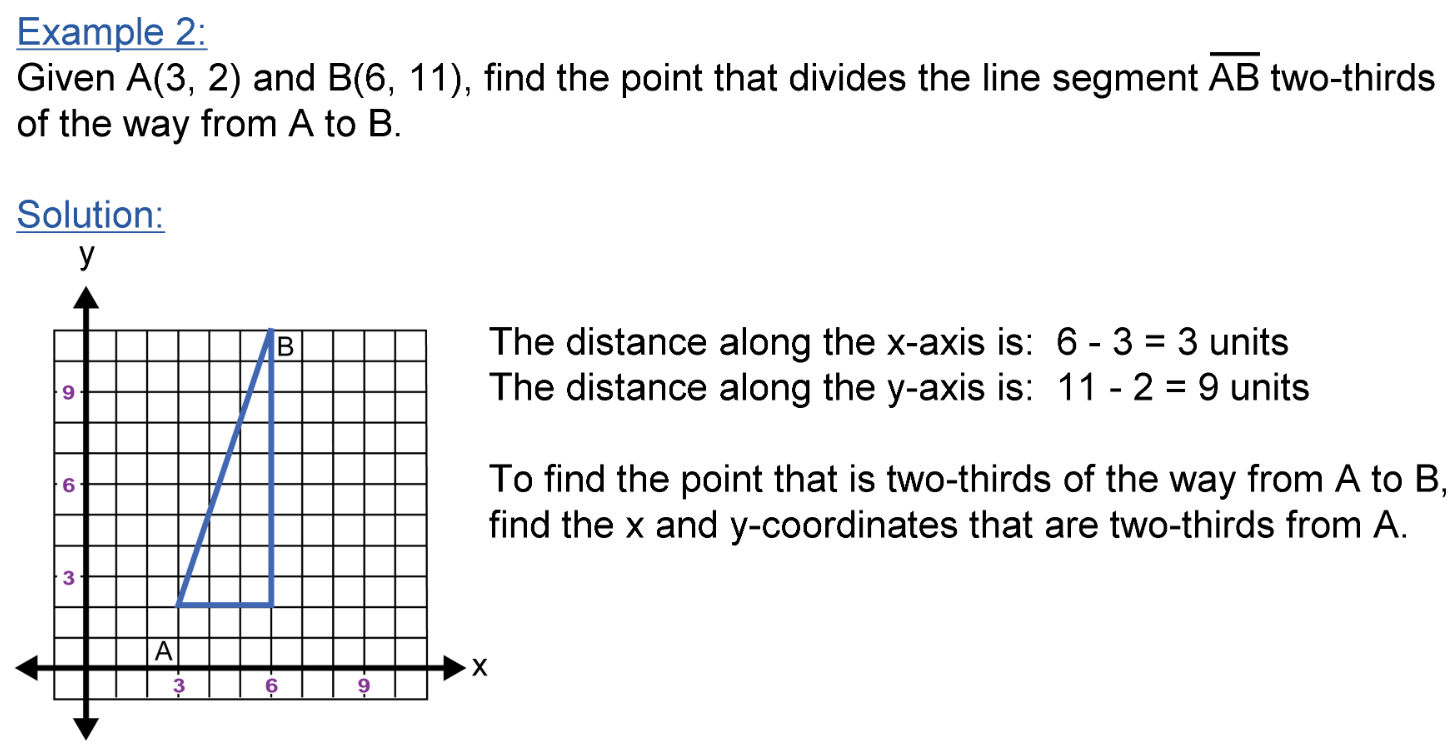 Example 2:
Given A(3, 2) and B(6, 11), find the point that divides the line segment AB two-thirds
of the way from A to B.
Solution:
y
B
9
6
3
A
x
3 6 9
The distance along the x-axis is: 6 - 3 = 3 units
The distance along the y-axis is: 11 - 2 = 9 units
To find the point that is two-thirds of the way from A to B,
find the x and y-coordinates that are two-thirds from A.